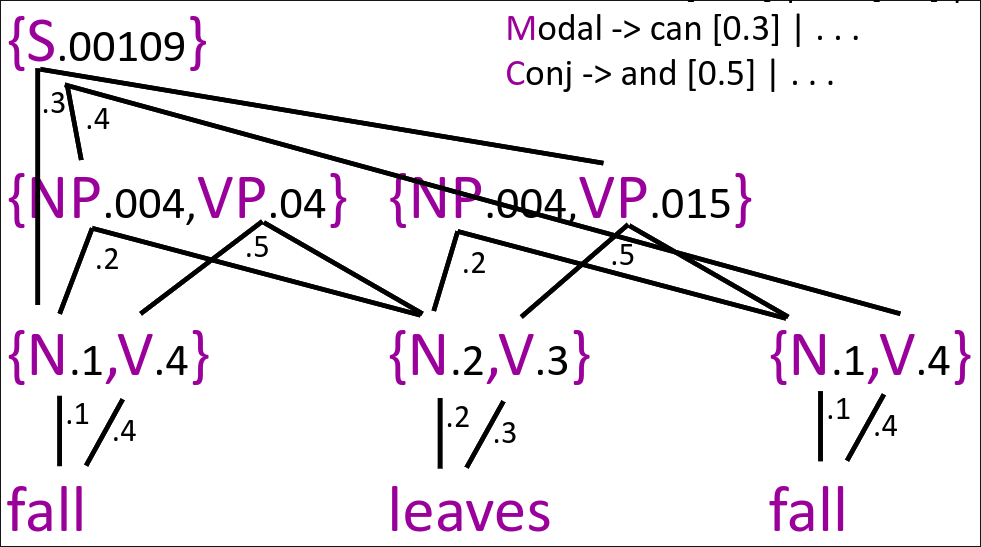 {S.00109}
Modal -> can [0.3] | . . .
Conj -> and [0.5] | . . .
.3
.4
{NP.004,VP.04}
{NP.004,VP.015}
.2
.5
.2
.5
{N.1,V.4}
{N.2,V.3}
{N.1,V.4}
.1
.4
.2
.3
.1
.4
fall
leaves
fall